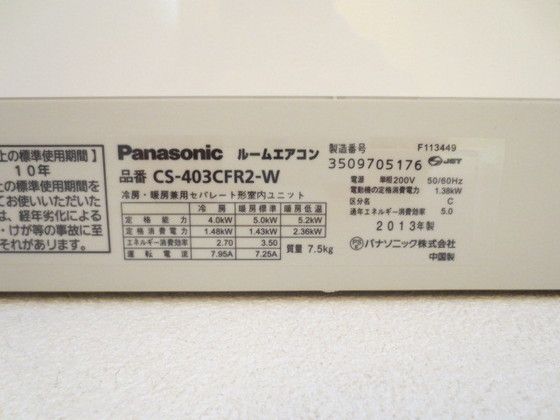 上の標準使用期間】
10年
上の標準使用期間を
てお使いいただ
は、経年劣化による
・けが等の事故に至
それがあります。
Panasonic ルームエアコン
品番 CS-403CFR2-W
冷房・暖房兼用セパレート形室内ユニット
冷房 暖房標準 暖房低温
定格能力 4.0kW 5.0kW 5.2kW
定格消費電力 1.48kW 1.43kW 2.36kW
エネルギー消費効率 2.70 3.50
運転電流 7.95A 7.25A
質量 7.5kg
製造番号 F113449
3509705176 JET
電源 単相200V 50/60Hz
電動機の定格消費電力 1.38kW
区分名 C
通年エネルギー消費効率 5.0
2013年製
PSE パナソニック株式会社
中国製